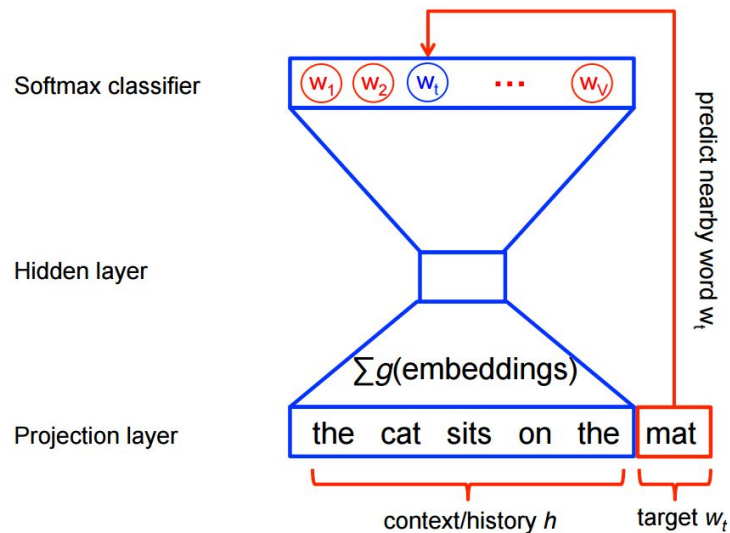 Softmax classifier
w1 w2 wt ... wV
predict nearby word wt
Hidden layer
∑g(embeddings)
Projection layer
the cat sits on the mat
context/history h
target wt